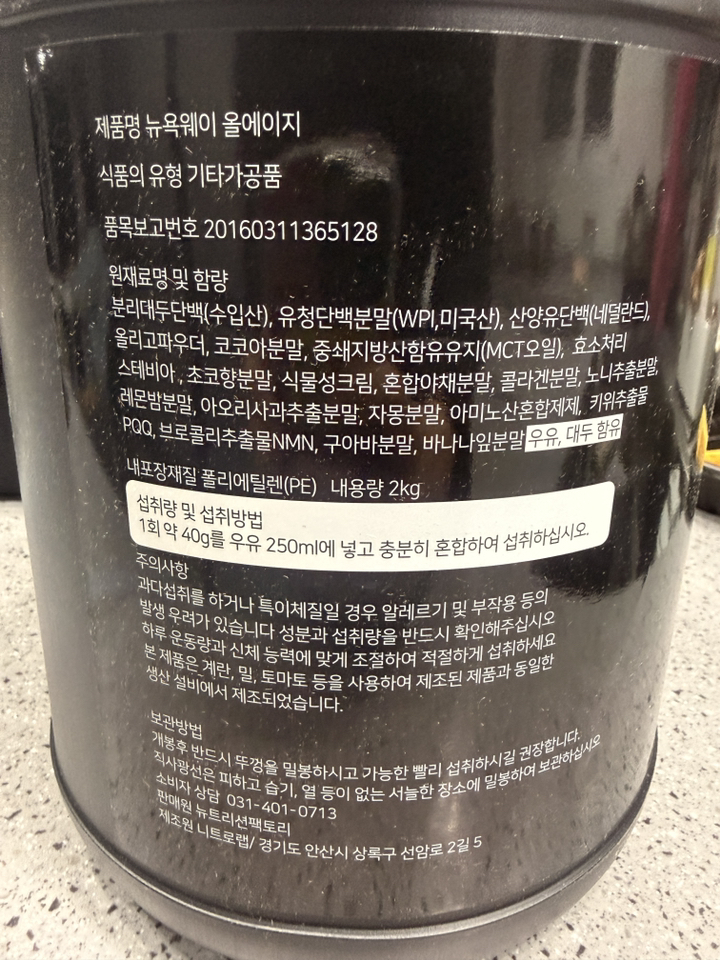 제품명 뉴욕웨이 올에이지
식품의 유형 기타가공품
품목보고번호 20160311365128
원재료명 및 함량
분리대두단백(수입산), 유청단백분말(WPI,미국산), 산양유단백(네덜란드),
올리고파우더, 코코아분말, 중쇄지방산함유유지(MCT오일), 효소처리
스테비아 , 초코향분말, 식물성크림, 혼합야채분말, 콜라겐분말, 노니추출분말,
레몬밤분말, 아오리사과추출분말, 자몽분말, 아미노산혼합제제, 키위추출물
PQQ, 브로콜리추출물NMN, 구아바분말, 바나나잎분말 우유, 대두 함유
내포장재질 폴리에틸렌(PE) 내용량 2kg
섭취량 및 섭취방법
1회 약 40g를 우유 250ml에 넣고 충분히 혼합하여 섭취하십시오.
주의사항
과다섭취를 하거나 특이체질일 경우 알레르기 및 부작용 등의
발생 우려가 있습니다 성분과 섭취량을 반드시 확인해주십시오
하루 운동량과 신체 능력에 맞게 조절하여 적절하게 섭취하세요
본 제품은 계란, 밀, 토마토 등을 사용하여 제조된 제품과 동일한
생산 설비에서 제조되었습니다.
보관방법
개봉후 반드시 뚜껑을 밀봉하시고 가능한 빨리 섭취하시길 권장합니다.
직사광선은 피하고 습기, 열 등이 없는 서늘한 장소에 밀봉하여 보관하십시오
소비자 상담 031-401-0713
판매원 뉴트리션팩토리
제조원 니트로랩/ 경기도 안산시 상록구 선암로 2길 5